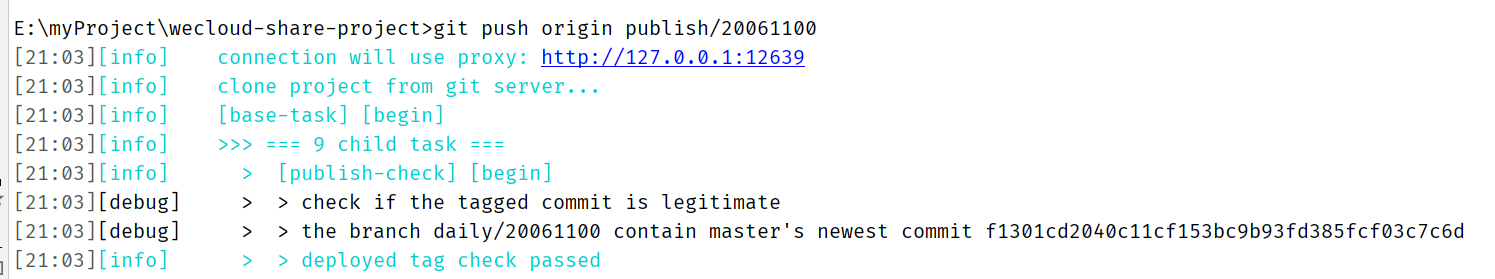 E:\myProject\wecloud-share-project>git push origin publish/20061100
[21:03][info]    connection will use proxy: http://127.0.0.1:12639
[21:03][info]    clone project from git server...
[21:03][info]    [base-task] [begin]
[21:03][info]    >>> === 9 child task ===
[21:03][info]      >  [publish-check] [begin]
[21:03][debug]     >  > check if the tagged commit is legitimate
[21:03][debug]     >  > the branch daily/20061100 contain master's newest commit f1301cd2040c11cf153bc9b93fd385fcf03c7c6d
[21:03][info]      >  > deployed tag check passed